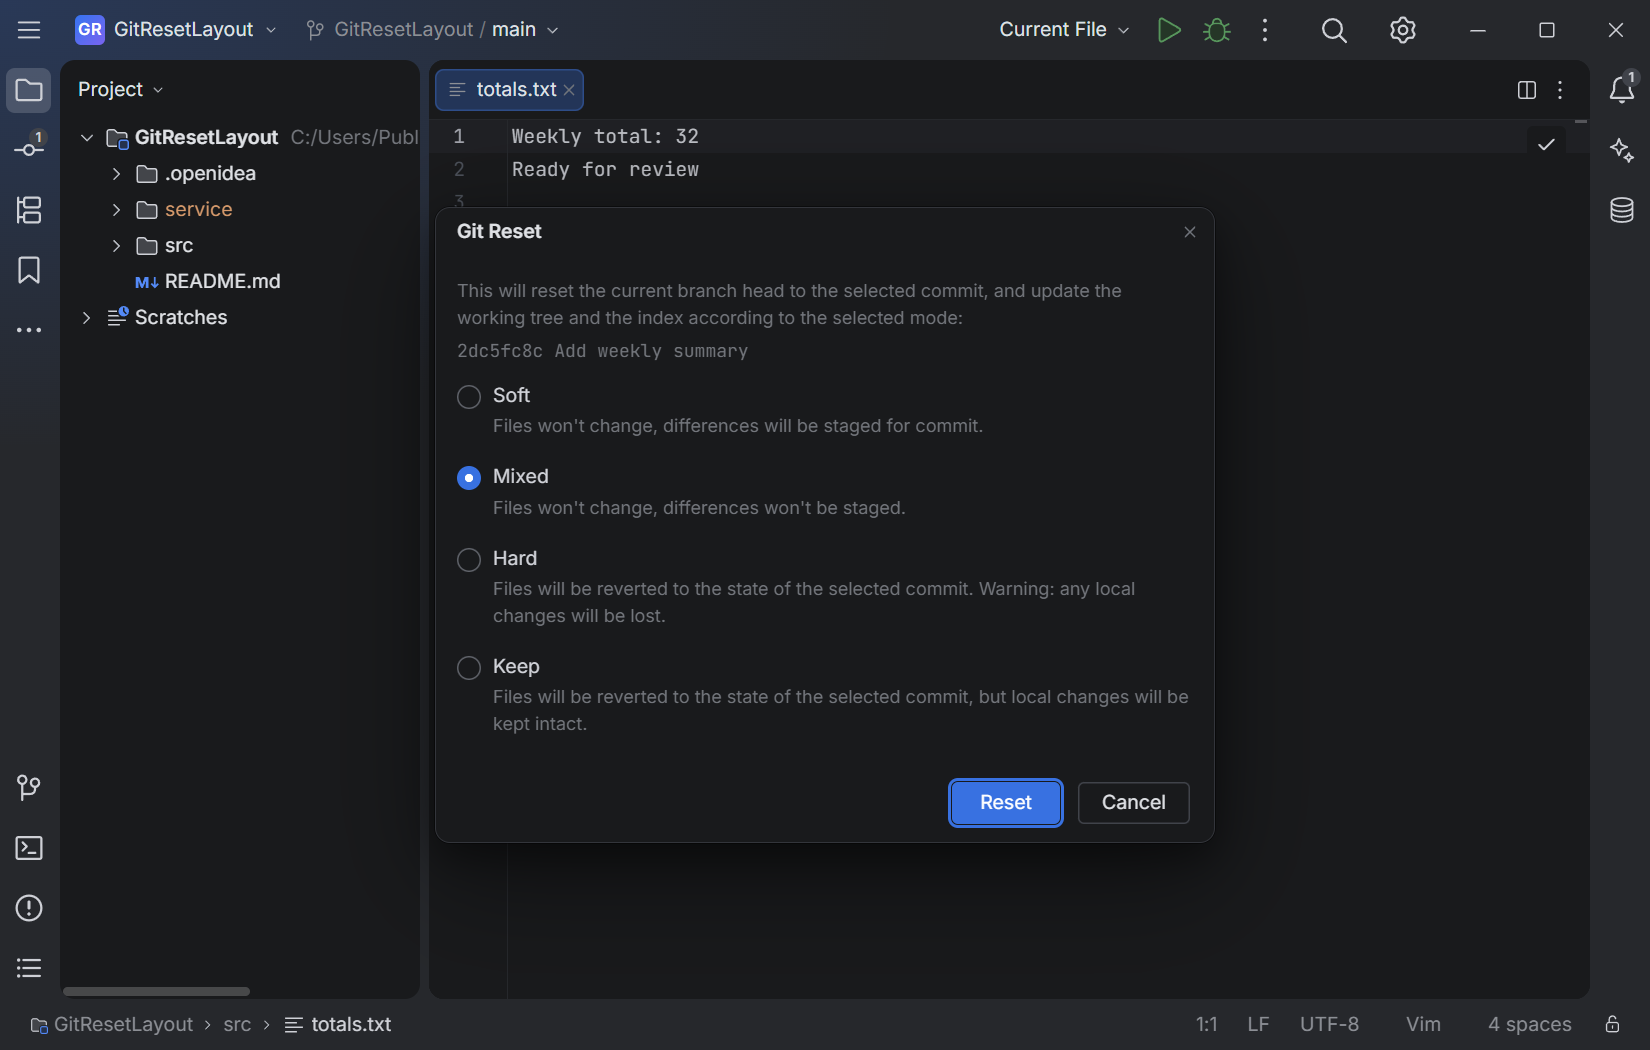 GR GitResetLayout GitResetLayout / main Current File
Project
totals.txt
1
1
GitResetLayout C:/Users/Publ
.openidea
service
src
M↓ README.md
Scratches
1 Weekly total: 32
2 Ready for review
3
Git Reset
This will reset the current branch head to the selected commit, and update the
working tree and the index according to the selected mode:
2dc5fc8c Add weekly summary
Soft
Files won't change, differences will be staged for commit.
Mixed
Files won't change, differences won't be staged.
Hard
Files will be reverted to the state of the selected commit. Warning: any local
changes will be lost.
Keep
Files will be reverted to the state of the selected commit, but local changes will be
kept intact.
Reset Cancel
GitResetLayout › src › totals.txt 1:1 LF UTF-8 Vim 4 spaces